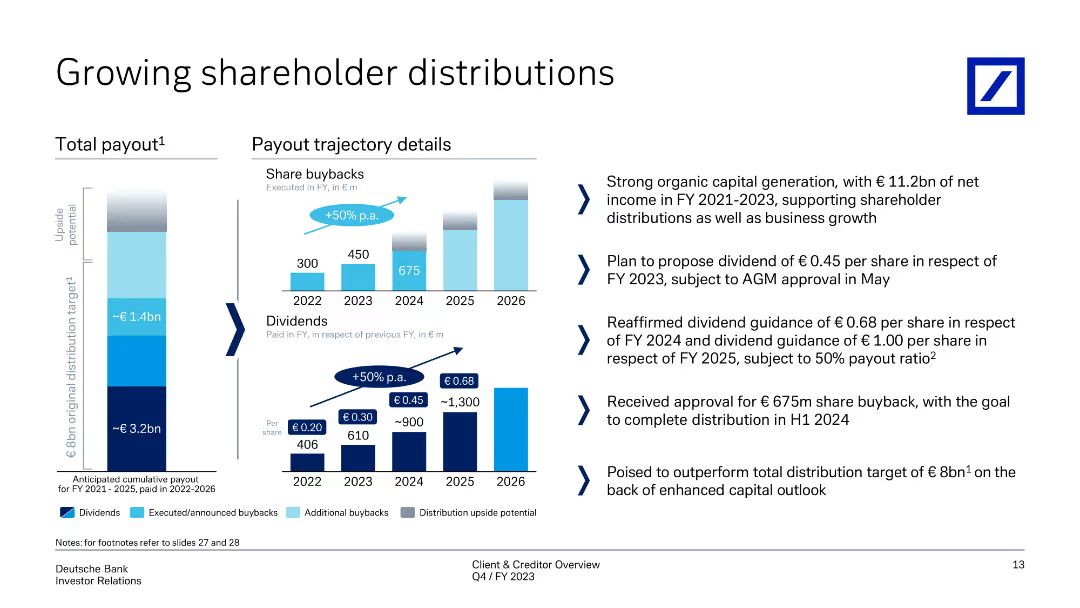 Growing shareholder distributions
Total payout¹
Upside
potential
€ 8bn original distribution target¹
~€ 1.4bn
~€ 3.2bn
Anticipated cumulative payout
for FY 2021 - 2025, paid in 2022-2026
Payout trajectory details
Share buybacks
Executed in FY, in € m
+50% p.a.
300
450
675
2022
2023
2024
2025
2026
Dividends
Paid in FY, in respect of previous FY, in € m
+50% p.a.
Per
share
€ 0.20
€ 0.30
€ 0.45
€ 0.68
406
610
~900
~1,300
2022
2023
2024
2025
2026
Dividends
Executed/announced buybacks
Additional buybacks
Distribution upside potential
Strong organic capital generation, with € 11.2bn of net
income in FY 2021-2023, supporting shareholder
distributions as well as business growth
Plan to propose dividend of € 0.45 per share in respect of
FY 2023, subject to AGM approval in May
Reaffirmed dividend guidance of € 0.68 per share in respect
of FY 2024 and dividend guidance of € 1.00 per share in
respect of FY 2025, subject to 50% payout ratio²
Received approval for € 675m share buyback, with the goal
to complete distribution in H1 2024
Poised to outperform total distribution target of € 8bn¹ on the
back of enhanced capital outlook
Notes: for footnotes refer to slides 27 and 28
Deutsche Bank
Investor Relations
Client & Creditor Overview
Q4 / FY 2023
13